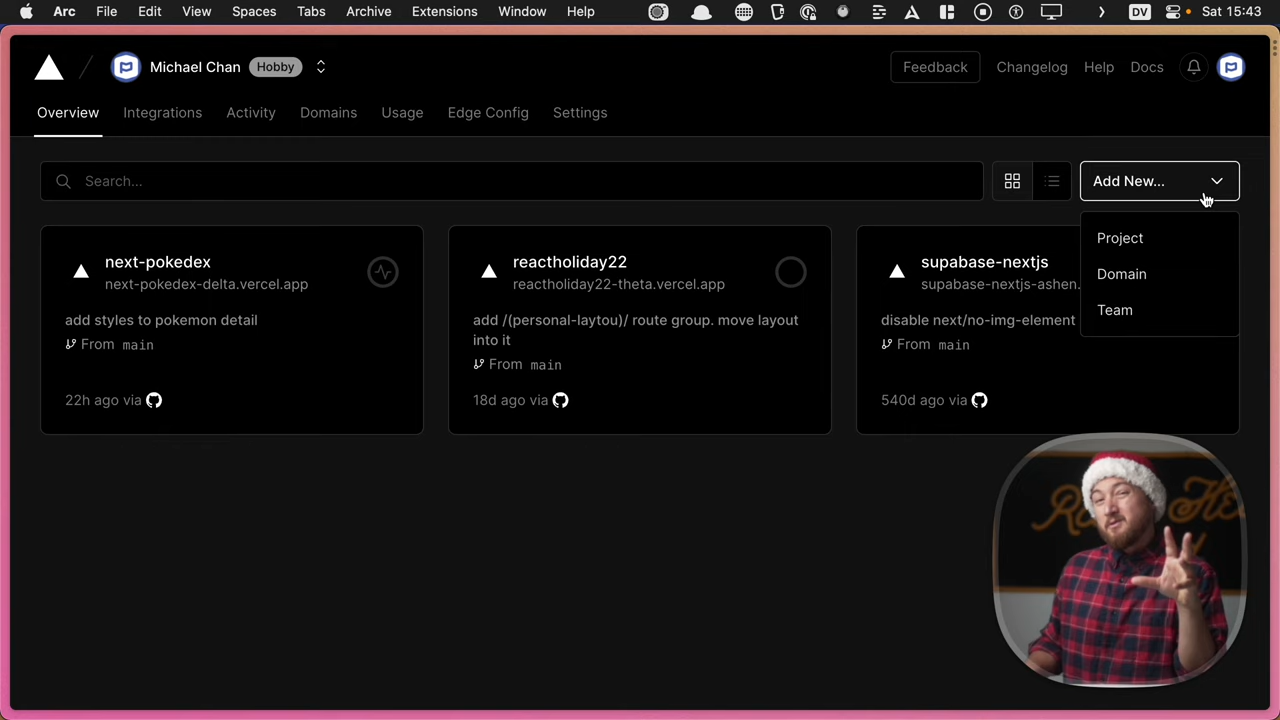 Arc File Edit View Spaces Tabs Archive Extensions Window Help DV Sat 15:43
Michael Chan Hobby Feedback Changelog Help Docs
Overview Integrations Activity Domains Usage Edge Config Settings
Search... Add New...
Project
Domain
Team
next-pokedex
next-pokedex-delta.vercel.app
add styles to pokemon detail
From main
22h ago via
reactholiday22
reactholiday22-theta.vercel.app
add /(personal-laytou)/ route group. move layout
into it
From main
18d ago via
supabase-nextjs
supabase-nextjs-ashen.
disable next/no-img-element
From main
540d ago via